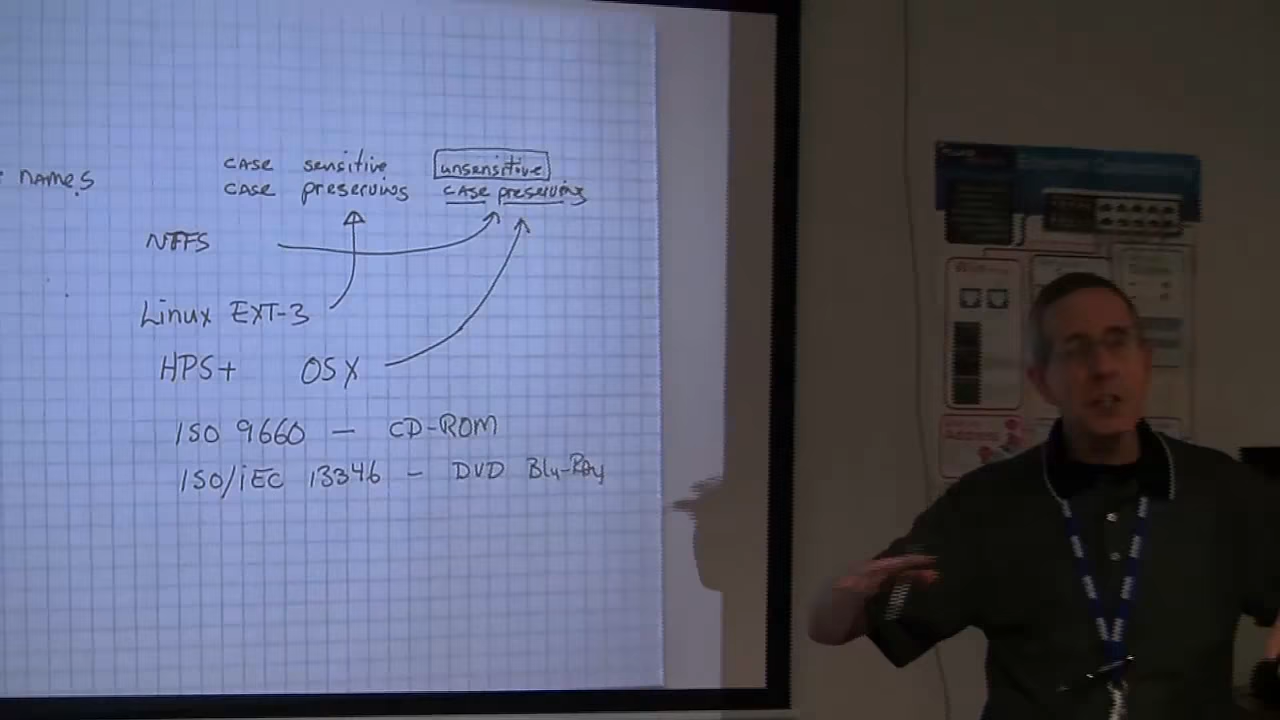 names
case sensitive unsensitive
case preserving case preserving
NTFS
Linux EXT-3
HPS+ OSX
ISO 9660 - CD-ROM
ISO/iEC 13346 - DVD Blu-Ray